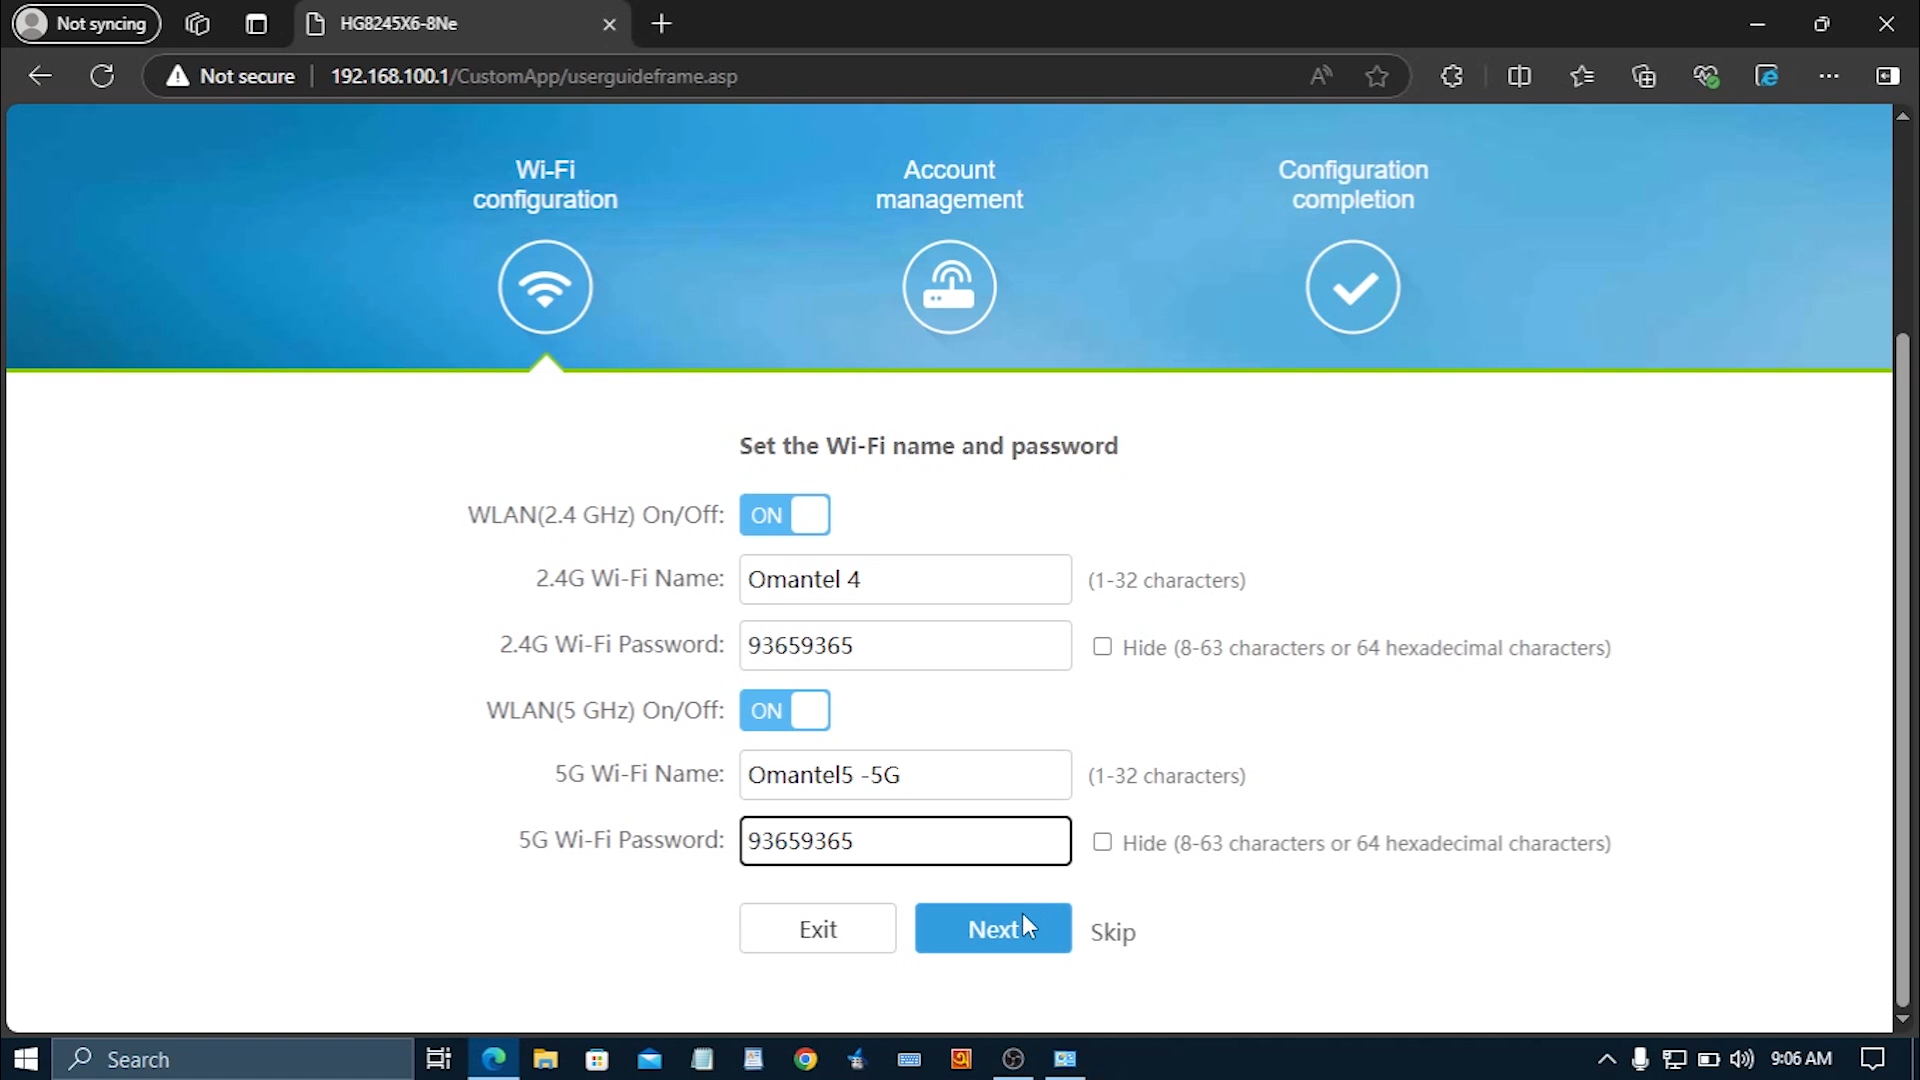 Not syncing
HG8245X6-8Ne
Not secure
192.168.100.1/CustomApp/userguideframe.asp
Wi-Fi
configuration
Account
management
Configuration
completion
Set the Wi-Fi name and password
WLAN(2.4 GHz) On/Off: ON
2.4G Wi-Fi Name: Omantel 4 (1-32 characters)
2.4G Wi-Fi Password: 93659365 Hide (8-63 characters or 64 hexadecimal characters)
WLAN(5 GHz) On/Off: ON
5G Wi-Fi Name: Omantel5 -5G (1-32 characters)
5G Wi-Fi Password: 93659365 Hide (8-63 characters or 64 hexadecimal characters)
Exit Next Skip
Search
9:06 AM